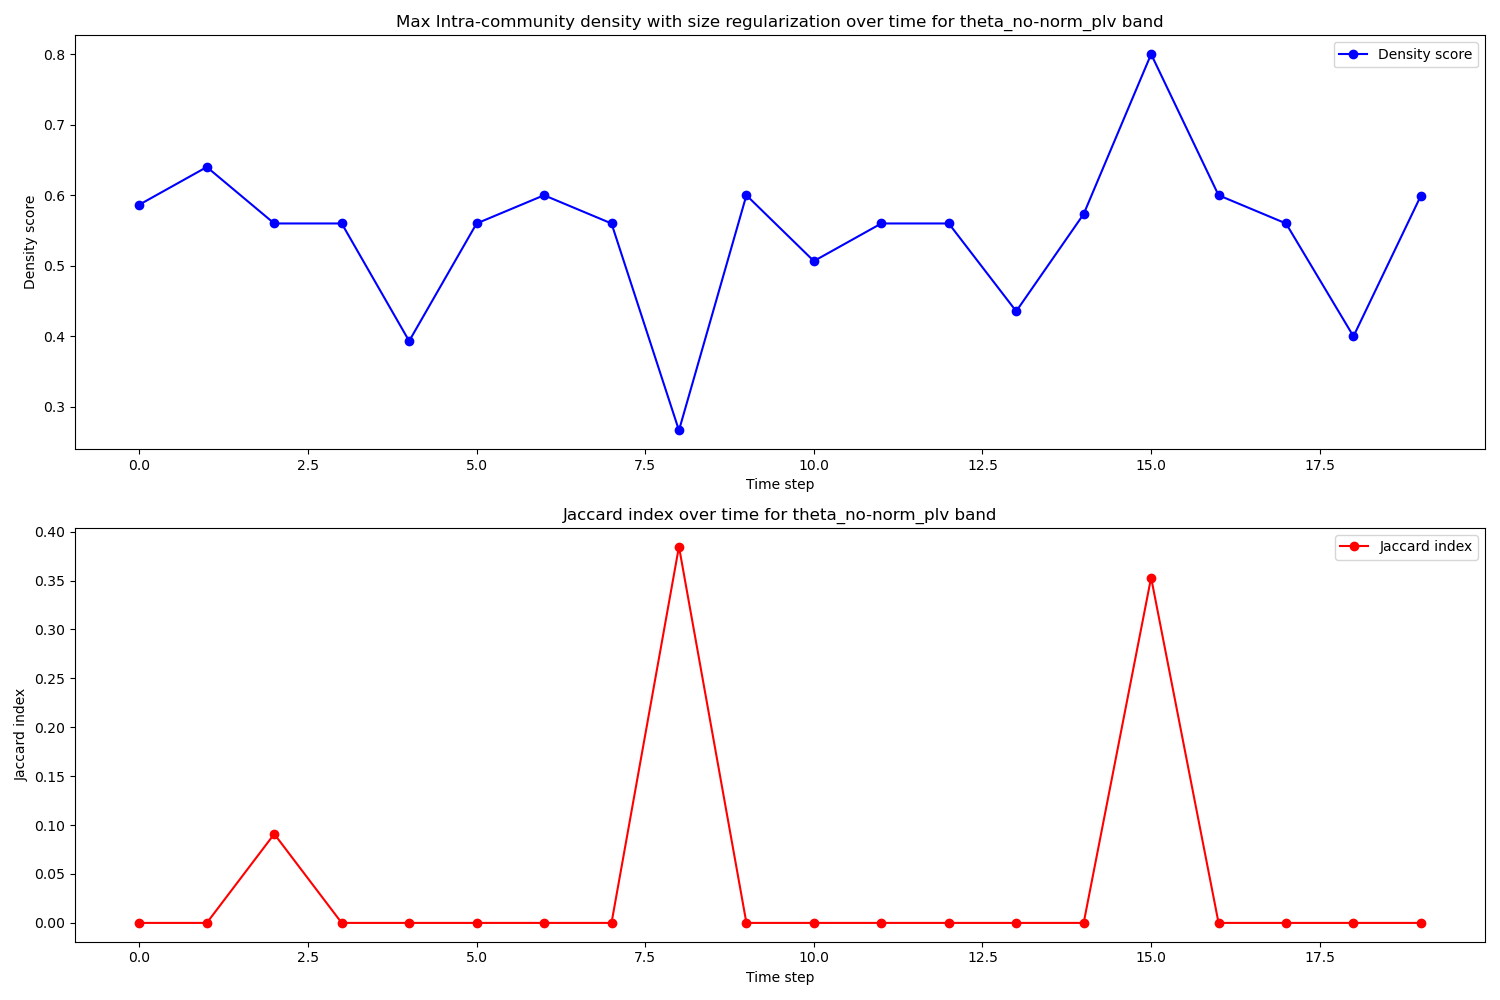 Max Intra-community density with size regularization over time for theta_no-norm_plv band
Density score
0.8
0.7
0.6
0.5
0.4
0.3
Density score
0.0 2.5 5.0 7.5 10.0 12.5 15.0 17.5
Time step
Jaccard index over time for theta_no-norm_plv band
Jaccard index
0.40
0.35
0.30
0.25
0.20
0.15
0.10
0.05
0.00
Jaccard index
0.0 2.5 5.0 7.5 10.0 12.5 15.0 17.5
Time step